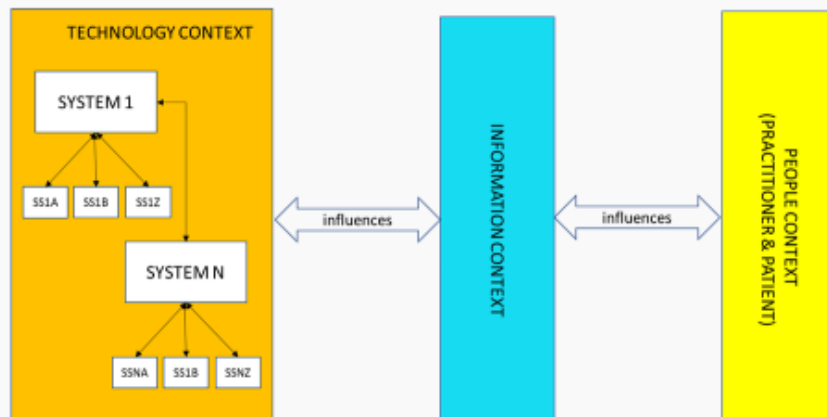 TECHNOLOGY CONTEXT
SYSTEM 1
SS1A
SS1B
SS1Z
SYSTEM N
SSNA
SS1B
SSNZ
influences
INFORMATION CONTEXT
influences
PEOPLE CONTEXT
(PRACTITIONER & PATIENT)